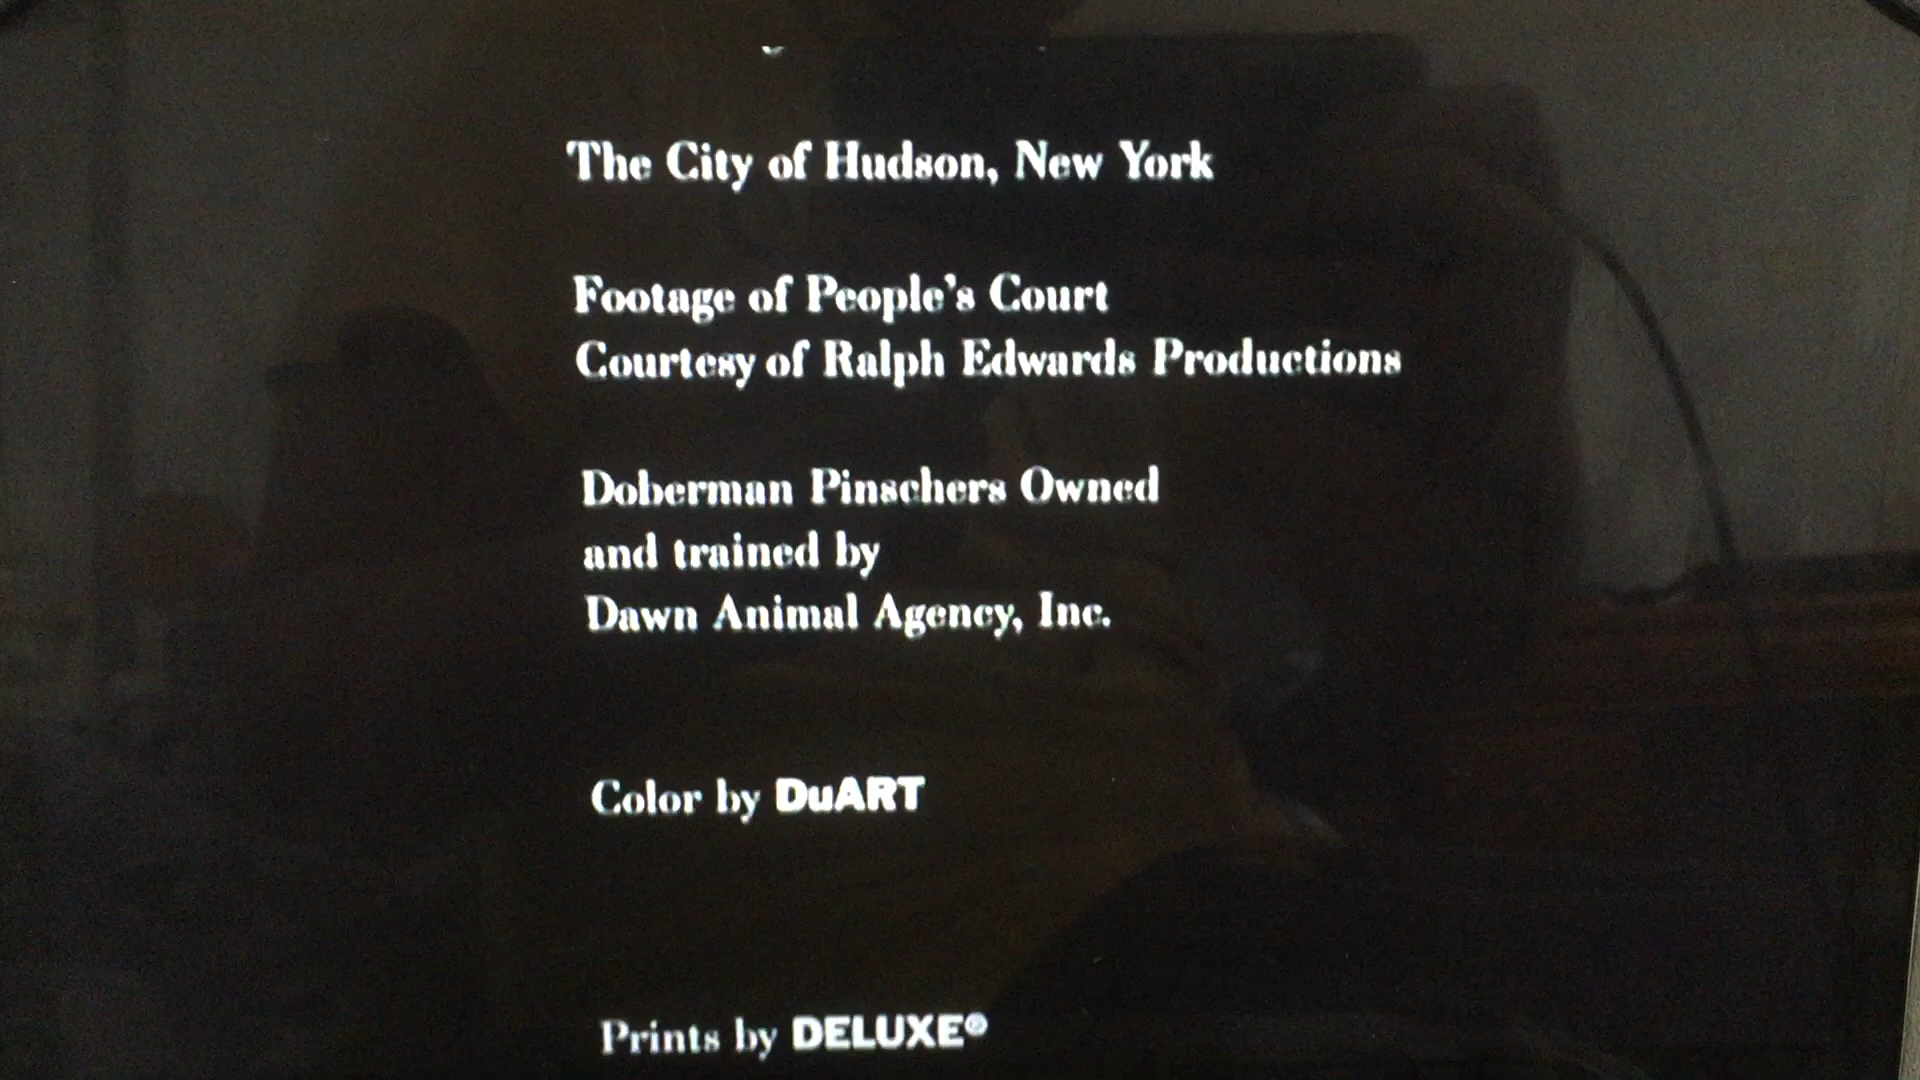 The City of Hudson, New York
Footage of People's Court
Courtesy of Ralph Edwards Productions
Doberman Pinschers Owned
and trained by
Dawn Animal Agency, Inc.
Color by DuART
Prints by DELUXE®